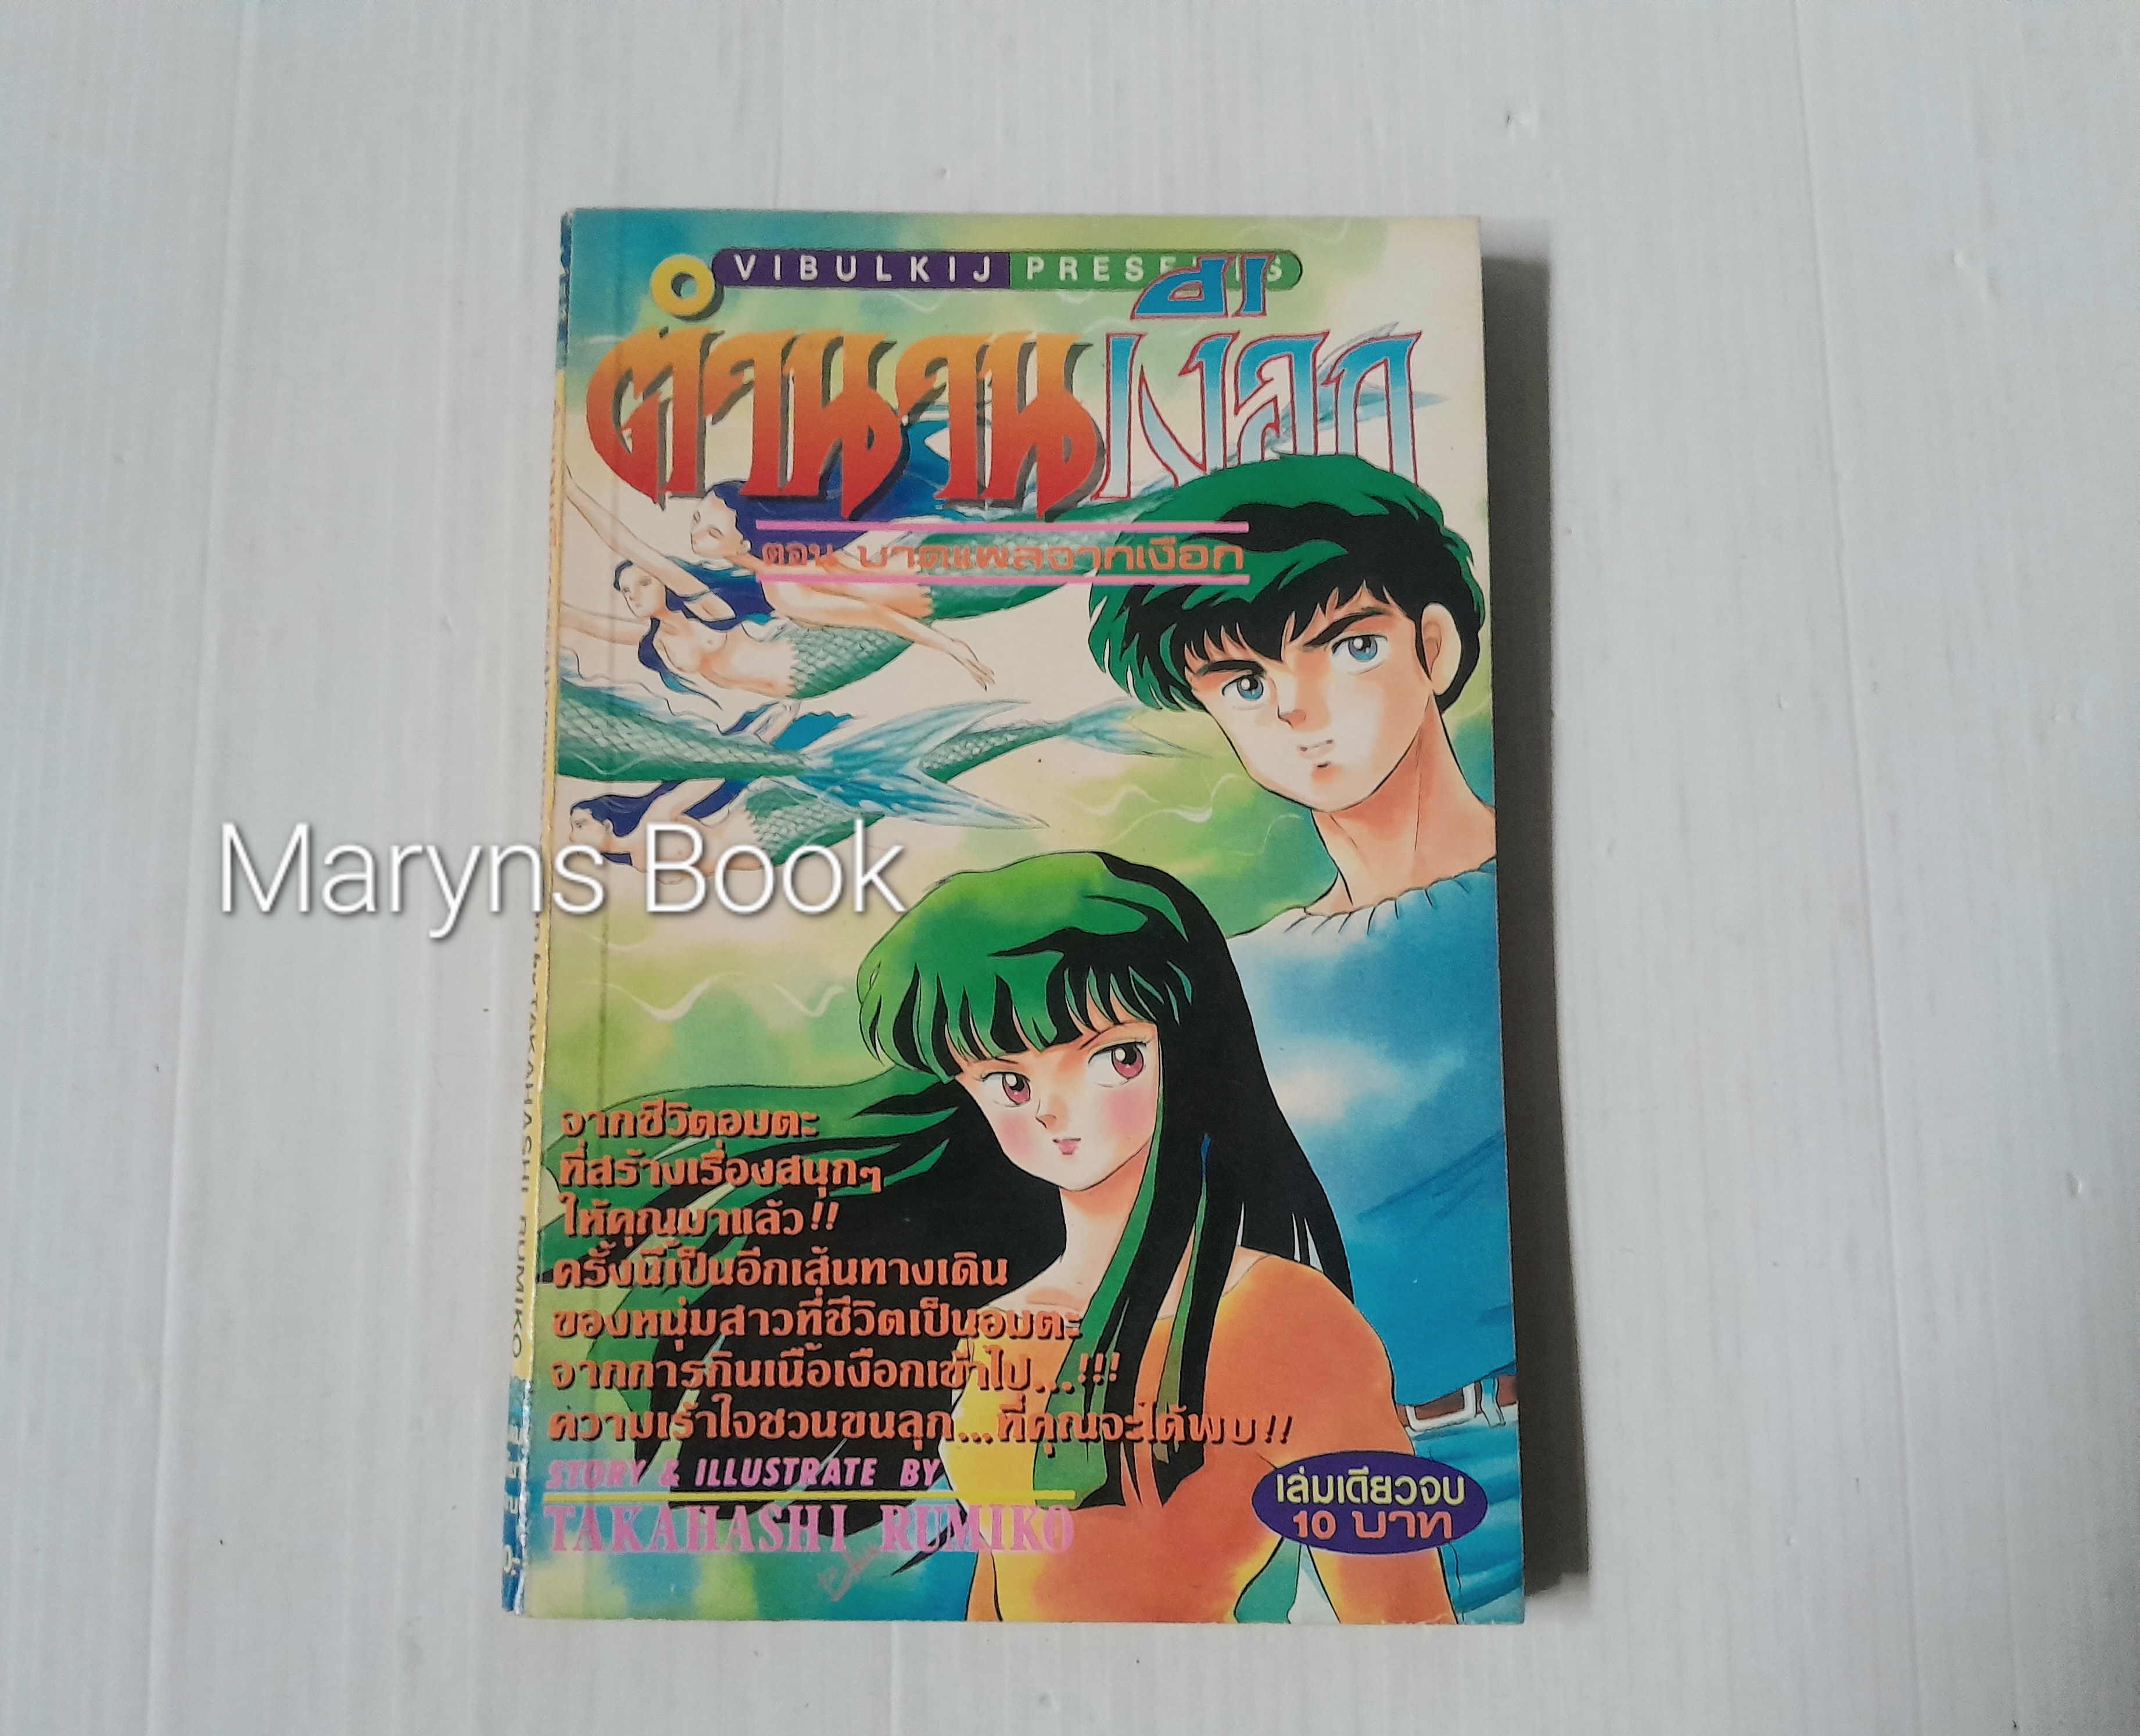 VIBULKIJ PRESENTS
ตำนานเงือก
ตอน บาดแผลจากเงือก
Maryns Book
จากชีวิตอมตะ
ที่สร้างเรื่องสนุกๆ
ให้คุณมาแล้ว!!
ครั้งนี้เป็นอีกเส้นทางเดิน
ของหนุ่มสาวที่ชีวิตเป็นอมตะ
จากการกินเนื้อเงือกเข้าไป...!!!
ความเร้าใจชวนขนลุก...ที่คุณจะได้พบ!!
STORY & ILLUSTRATE BY
TAKAHASHI RUMIKO
เล่มเดียวจบ
10 บาท
TAKAHASHI RUMIKO